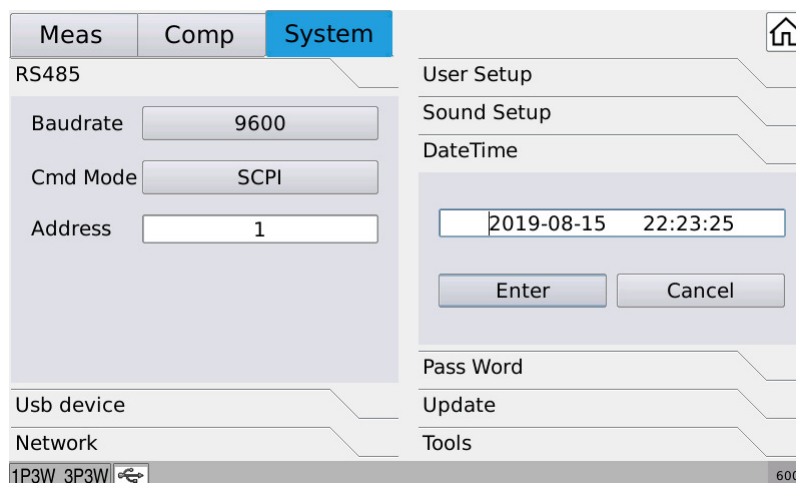 Meas Comp System
RS485
Baudrate 9600
Cmd Mode SCPI
Address 1
Usb device
Network
User Setup
Sound Setup
DateTime
2019-08-15 22:23:25
Enter Cancel
Pass Word
Update
Tools
1P3W 3P3W 600